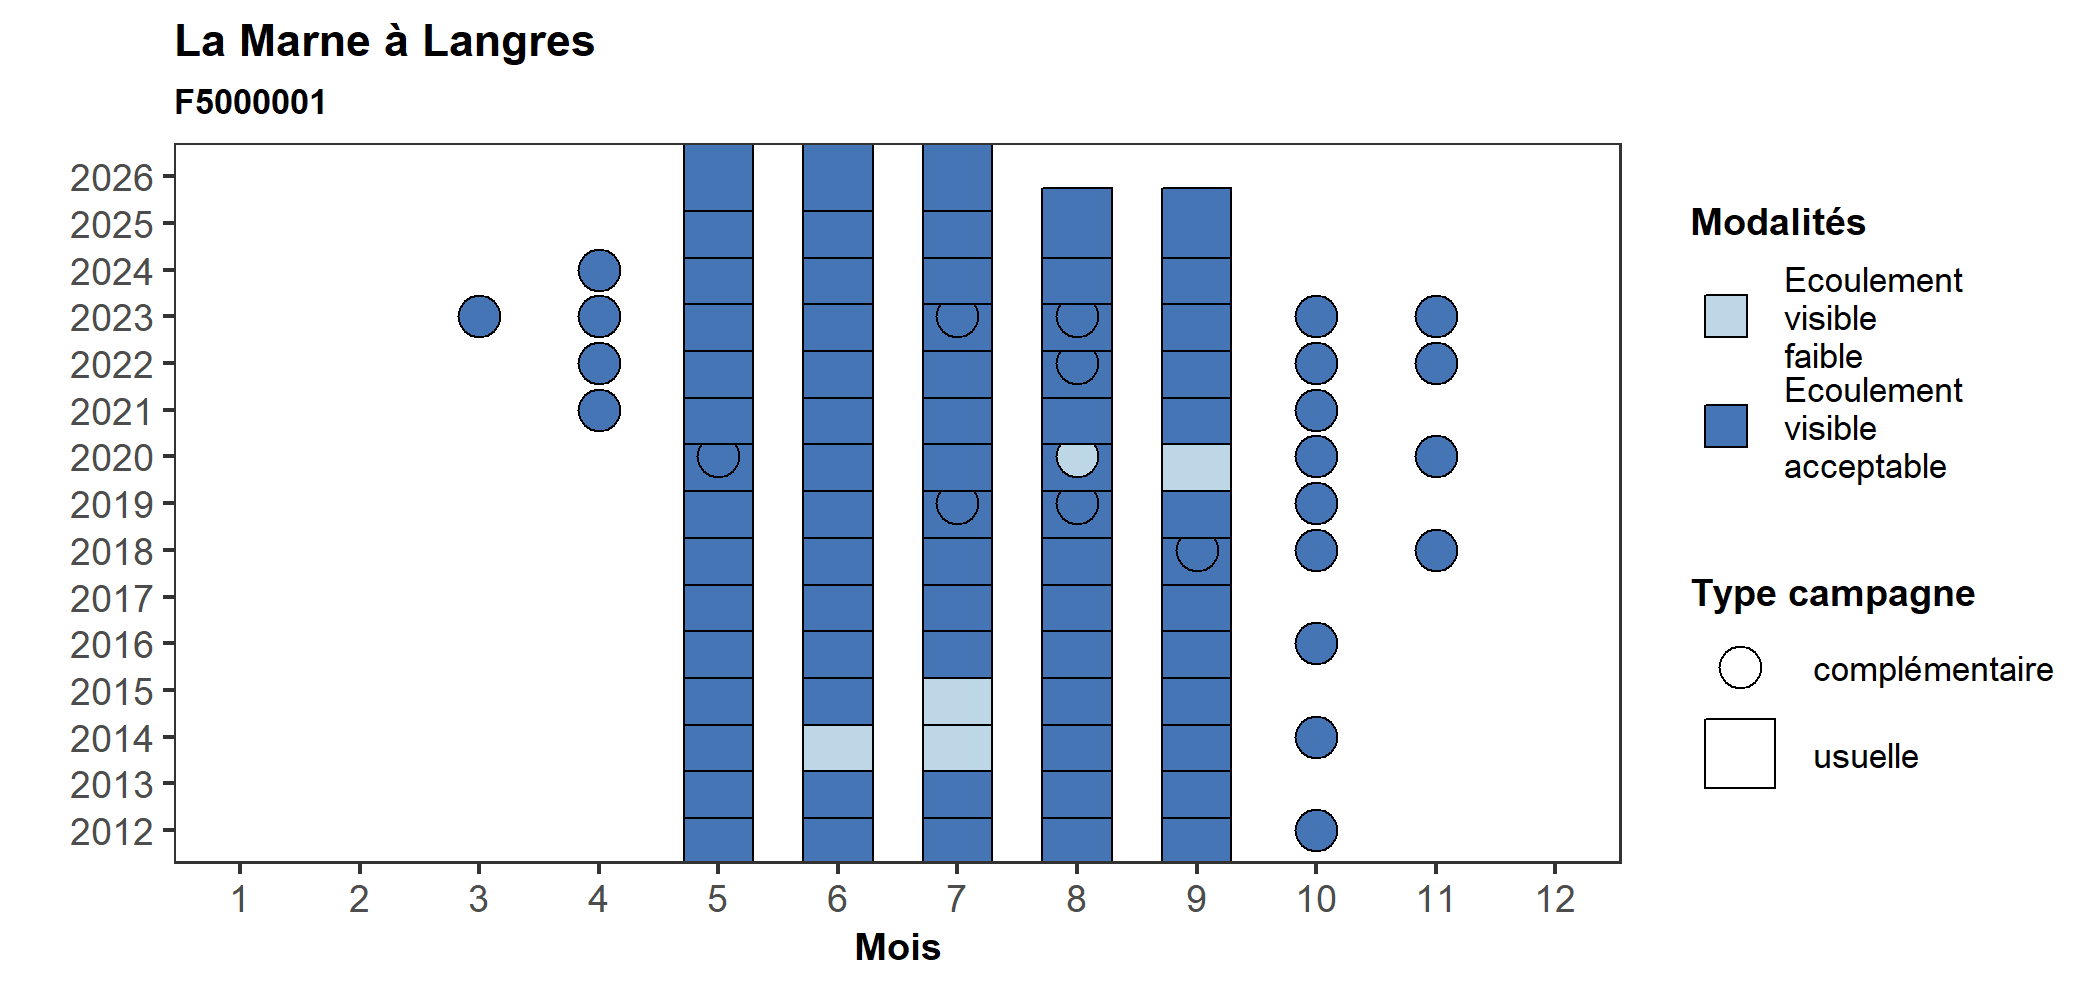 La Marne à Langres
F5000001
2026
2025
2024
2023
2022
2021
2020
2019
2018
2017
2016
2015
2014
2013
2012
1 2 3 4 5 6 7 8 9 10 11 12
Mois
Modalités
Ecoulement
visible
faible
Ecoulement
visible
acceptable
Type campagne
complémentaire
usuelle